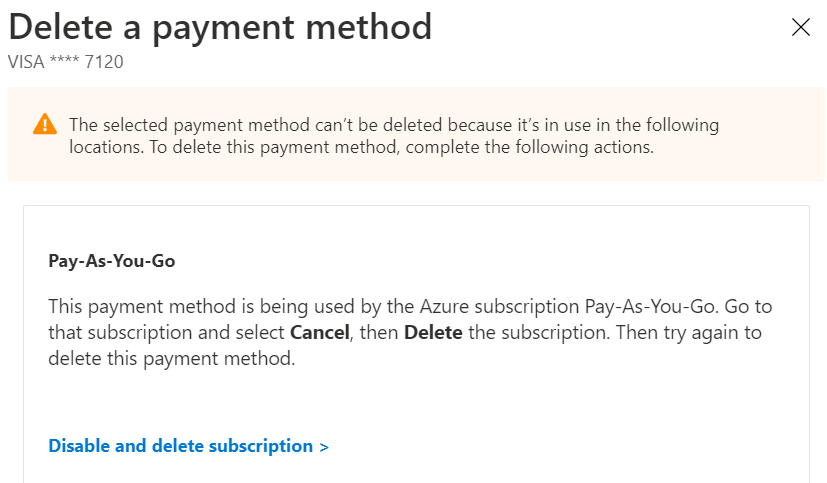 Delete a payment method
VISA **** 7120
The selected payment method can't be deleted because it's in use in the following
locations. To delete this payment method, complete the following actions.
Pay-As-You-Go
This payment method is being used by the Azure subscription Pay-As-You-Go. Go to
that subscription and select Cancel, then Delete the subscription. Then try again to
delete this payment method.
Disable and delete subscription >